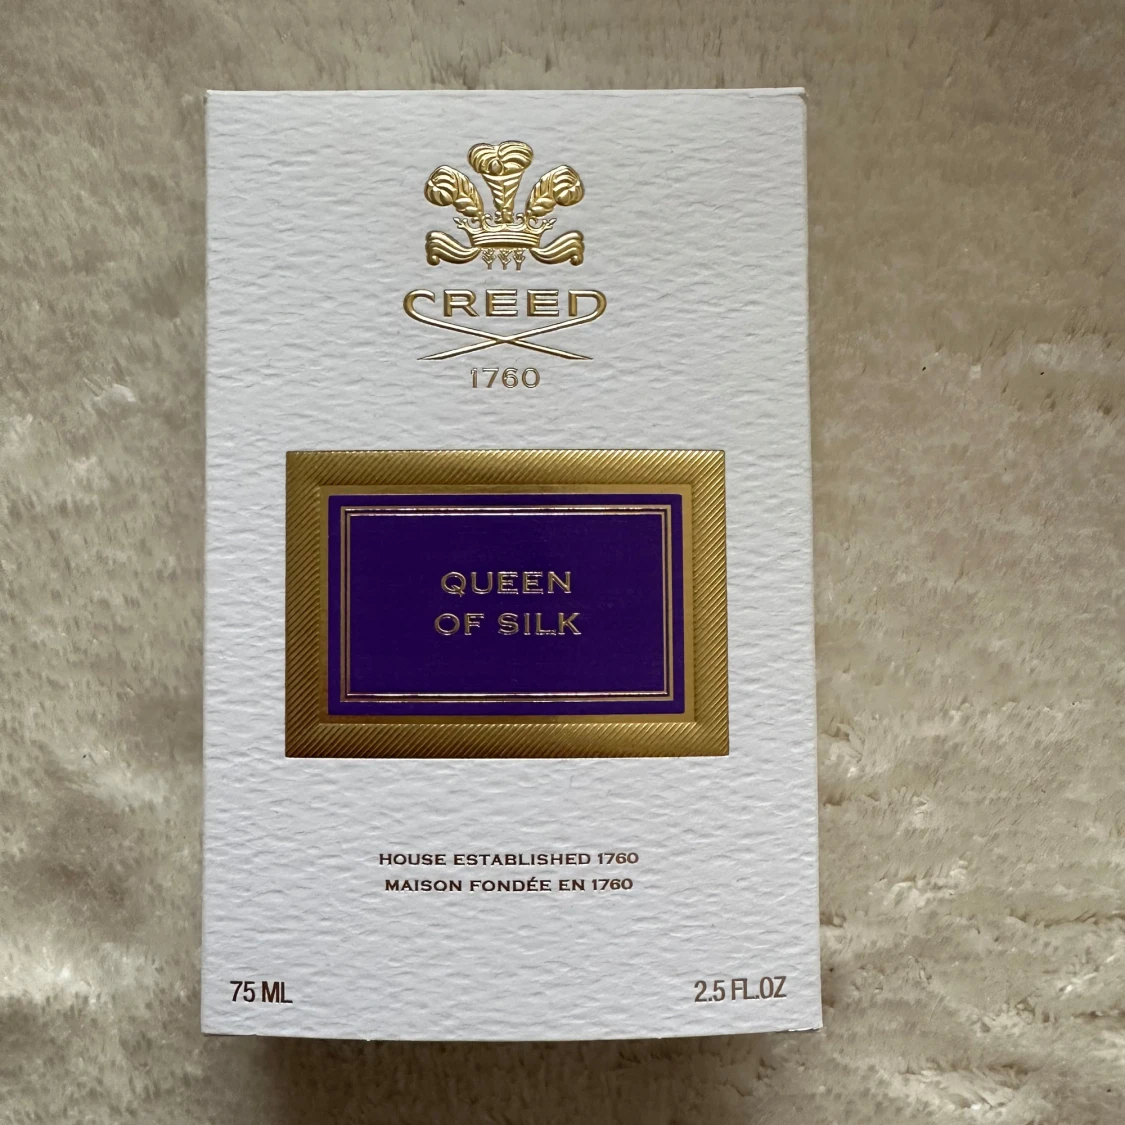 CREED
1760
QUEEN
OF SILK
HOUSE ESTABLISHED 1760
MAISON FONDÉE EN 1760
75 ML
2.5 FL.OZ